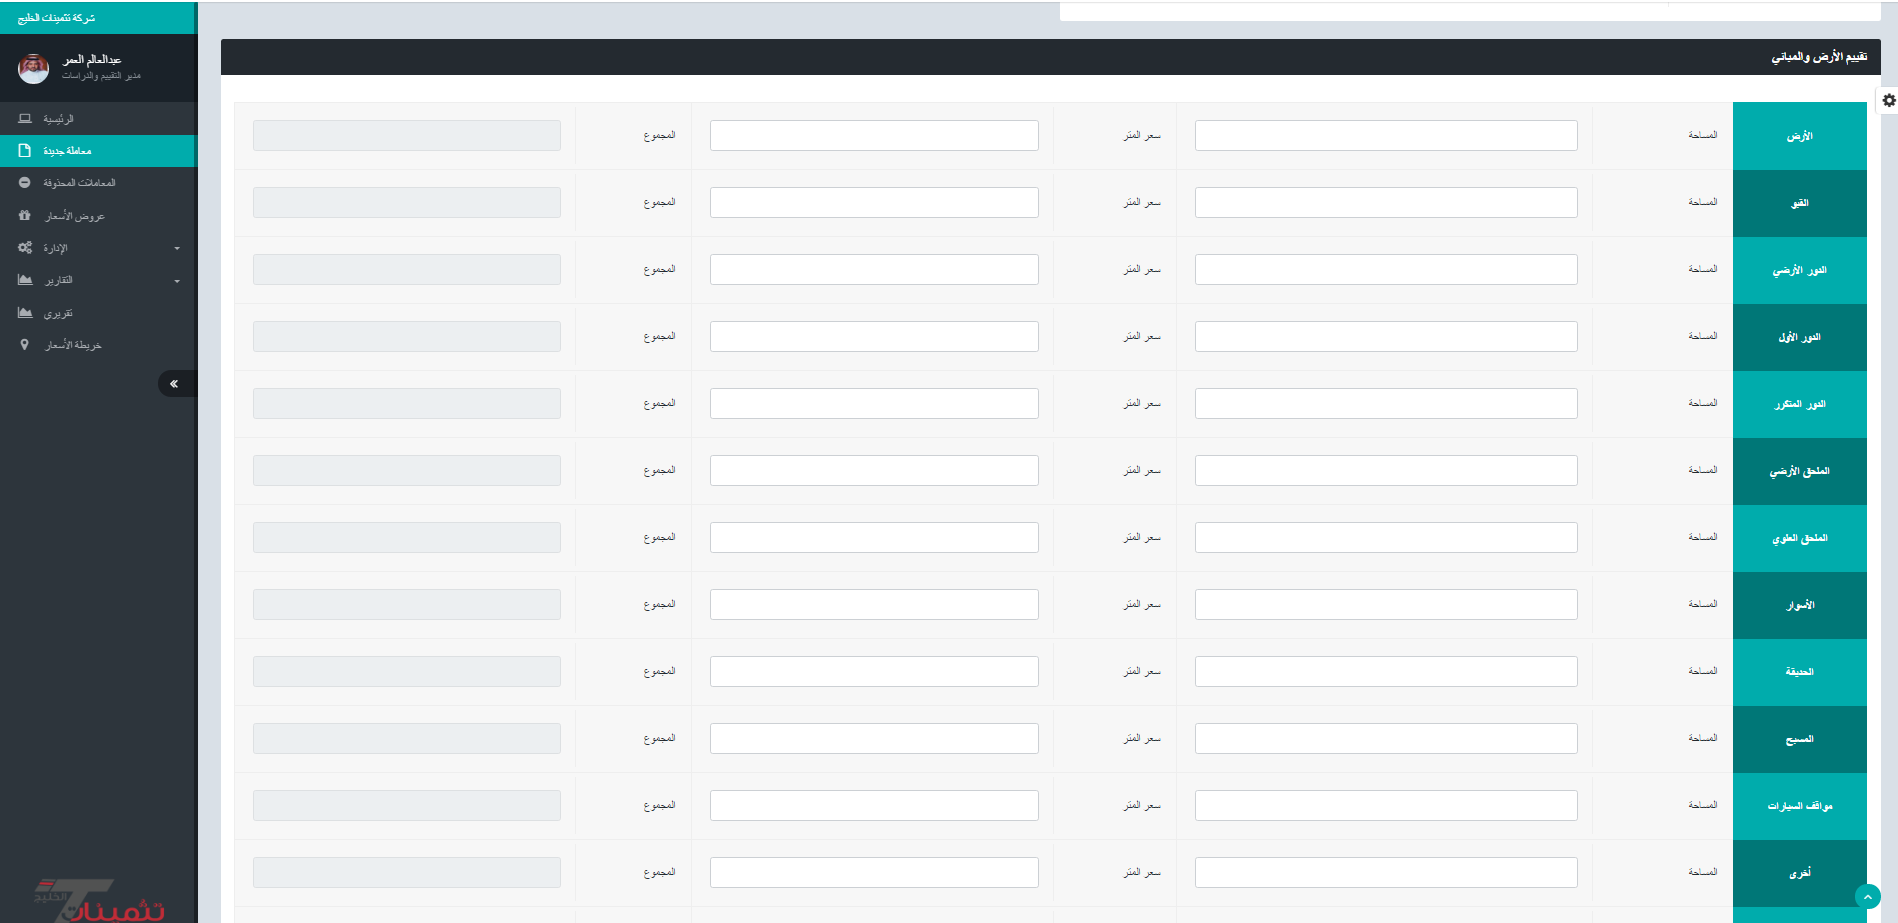 شركة تثمينات الخليج
عبدالعالم العمر
مدير التقييم والدراسات
الرئيسية
معاملة جديدة
المعاملات المحذوفة
عروض الأسعار
الإدارة
التقارير
تقريري
خريطة الأسعار
تقييم الأرض والمباني
الأرض المساحة سعر المتر المجموع
القبو المساحة سعر المتر المجموع
الدور الأرضي المساحة سعر المتر المجموع
الدور الأول المساحة سعر المتر المجموع
الدور المتكرر المساحة سعر المتر المجموع
الملحق الأرضي المساحة سعر المتر المجموع
الملحق العلوي المساحة سعر المتر المجموع
الأسوار المساحة سعر المتر المجموع
الحديقة المساحة سعر المتر المجموع
المسبح المساحة سعر المتر المجموع
مواقف السيارات المساحة سعر المتر المجموع
أخرى المساحة سعر المتر المجموع
الخليج
تثمينات